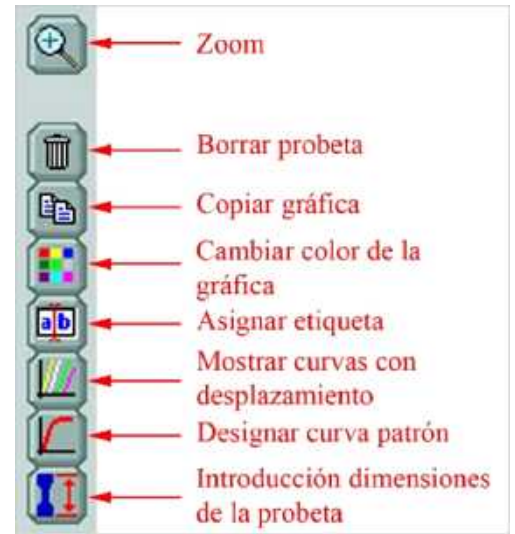 Zoom
Borrar probeta
Copiar gráfica
Cambiar color de la
gráfica
Asignar etiqueta
ab
Mostrar curvas con
desplazamiento
Designar curva patrón
Introducción dimensiones
de la probeta